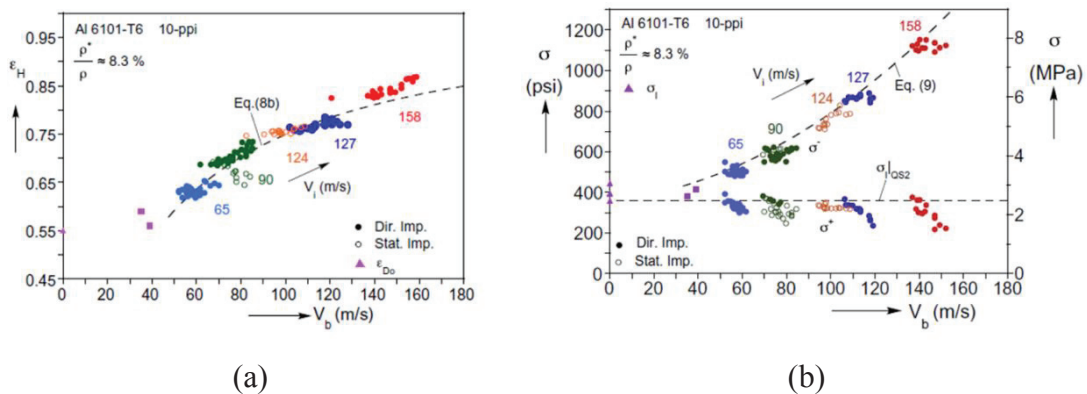 Al 6101-T6 10-ppi
ρ*
ρ
≈ 8.3 %
0.95
0.85
0.75
0.65
0.55
0.45
ε_H
Eq.(8b)
158
127
124
90
65
V_i (m/s)
Dir. Imp.
Stat. Imp.
ε_Do
0 20 40 60 80 100 120 140 160 180
V_b (m/s)
(a)
Al 6101-T6 10-ppi
ρ*
ρ
≈ 8.3 %
σ_I
1200
1000
800
600
400
200
0
σ
(psi)
158
127
124
90
65
V_i (m/s)
Eq. (9)
σ^-
σ_I|_QS2
σ^+
Dir. Imp.
Stat. Imp.
8
6
4
2
0
σ
(MPa)
0 20 40 60 80 100 120 140 160 180
V_b (m/s)
(b)